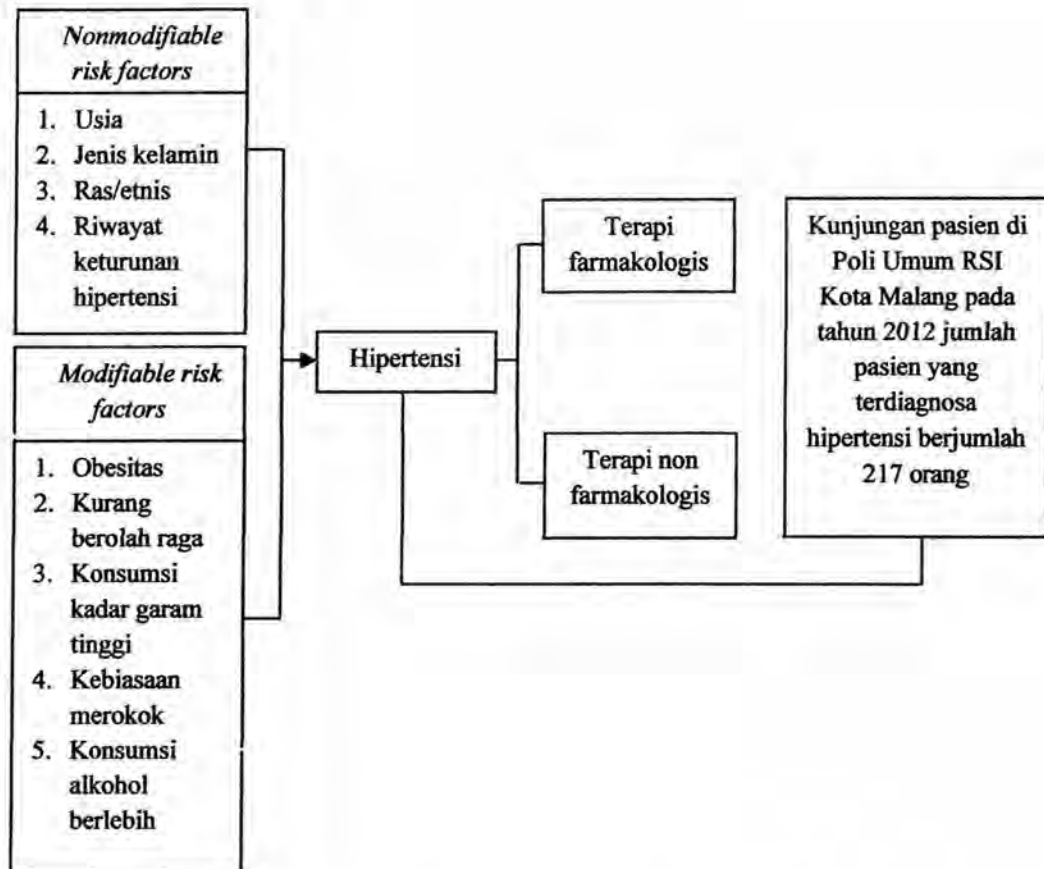 Nonmodifiable
risk factors
1. Usia
2. Jenis kelamin
3. Ras/etnis
4. Riwayat
keturunan
hipertensi
Modifiable risk
factors
1. Obesitas
2. Kurang
berolah raga
3. Konsumsi
kadar garam
tinggi
4. Kebiasaan
merokok
5. Konsumsi
alkohol
berlebih
Hipertensi
Terapi
farmakologis
Terapi non
farmakologis
Kunjungan pasien di
Poli Umum RSI
Kota Malang pada
tahun 2012 jumlah
pasien yang
terdiagnosa
hipertensi berjumlah
217 orang